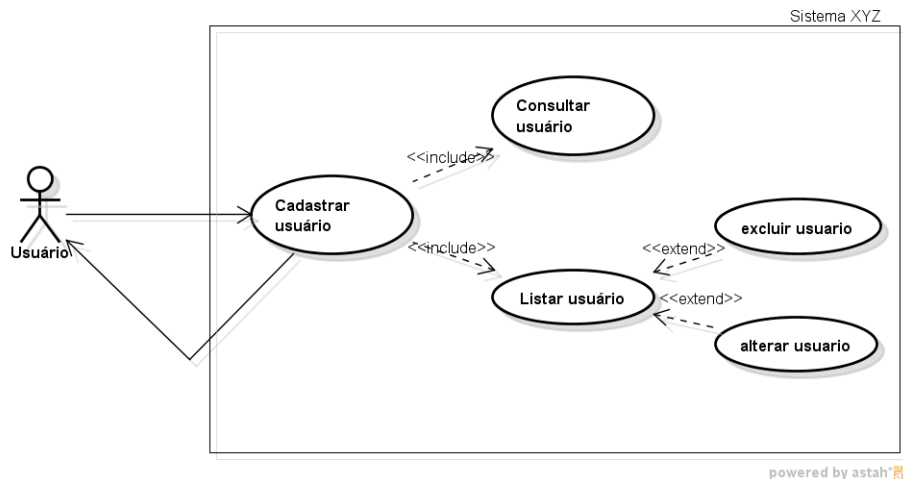 Sistema XYZ
Consultar
usuário
<<include>>
Cadastrar
usuário
Usuário
<<include>>
excluir usuario
<<extend>>
Listar usuário
<<extend>>
alterar usuario
powered by astah*